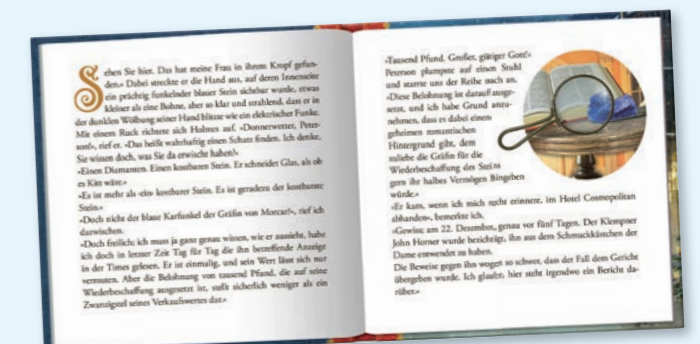 Sehen Sie hier. Das hat meine Frau in ihrem Kropf gefun-
den.« Dabei streckte er die Hand aus, auf deren Innenseite
ein prächtig funkelnder blauer Stein sichtbar wurde, etwas
kleiner als eine Bohne, aber so klar und strahlend, dass er in
der dunklen Wölbung seiner Hand blitzte wie ein elektrischer Funke.
Mit einem Ruck richtete sich Holmes auf. »Donnerwetter, Peter-
son!«, rief er. »Das heiße wahrhaftig einen Schatz finden. Ich denke,
Sie wissen doch, was Sie da erwischt haben?«
»Einen Diamanten. Einen kostbaren Stein. Er schneidet Glas, als ob
es Kitt wäre.«
»Es ist mehr als ›ein‹ kostbarer Stein. Es ist geradezu der kostbarste
Stein.«
»Doch nicht der blaue Karfunkel der Gräfin von Morcar?«, rief ich
dazwischen.
»Doch freilich; ich muss ja ganz genau wissen, wie er aussieht, habe
ich doch in letzter Zeit Tag für Tag die ihn betreffende Anzeige
in der Times gelesen. Er ist einmalig, und sein Wert lässt sich nur
vermuten. Aber die Belohnung von tausend Pfund, die auf seine
Wiederbeschaffung ausgesetzt ist, stellt sicherlich weniger als ein
Zwanzigstel seines Verkaufswertes dar.«
»Tausend Pfund. Großer, gütiger Gott!«
Peterson plumpste auf einen Stuhl
und starrte uns der Reihe nach an.
»Diese Belohnung ist darauf ausge-
setzt, und ich habe Grund anzu-
nehmen, dass es dabei einen
geheimen romantischen
Hintergrund gibt, dem
zuliebe die Gräfin für die
Wiederbeschaffung des Steins
gern ihr halbes Vermögen hingeben
würde.«
»Er kam, wenn ich mich recht erinnere, im Hotel Cosmopolitan
abhanden«, bemerkte ich.
»Gewiss; am 22. Dezember, genau vor fünf Tagen. Der Klempner
John Horner wurde bezichtigt, ihn aus dem Schmuckkästchen der
Dame entwendet zu haben.
Die Beweise gegen ihn wogen so schwer, dass der Fall dem Gericht
übergeben wurde. Ich glaube, hier steht irgendwo ein Bericht da-
rüber.«